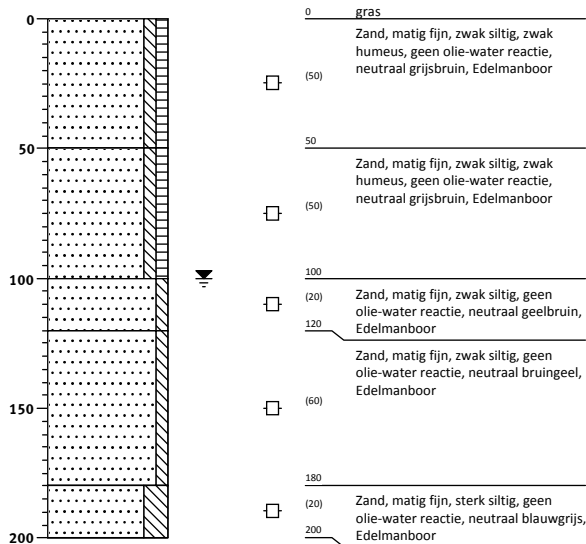 0
50
100
150
200
0 gras
Zand, matig fijn, zwak siltig, zwak
humeus, geen olie-water reactie,
neutraal grijsbruin, Edelmanboor
(50)
50
Zand, matig fijn, zwak siltig, zwak
humeus, geen olie-water reactie,
neutraal grijsbruin, Edelmanboor
(50)
100
(20)
Zand, matig fijn, zwak siltig, geen
olie-water reactie, neutraal geelbruin,
Edelmanboor
120
Zand, matig fijn, zwak siltig, geen
olie-water reactie, neutraal bruingeel,
Edelmanboor
(60)
180
(20)
Zand, matig fijn, sterk siltig, geen
olie-water reactie, neutraal blauwgrijs,
Edelmanboor
200